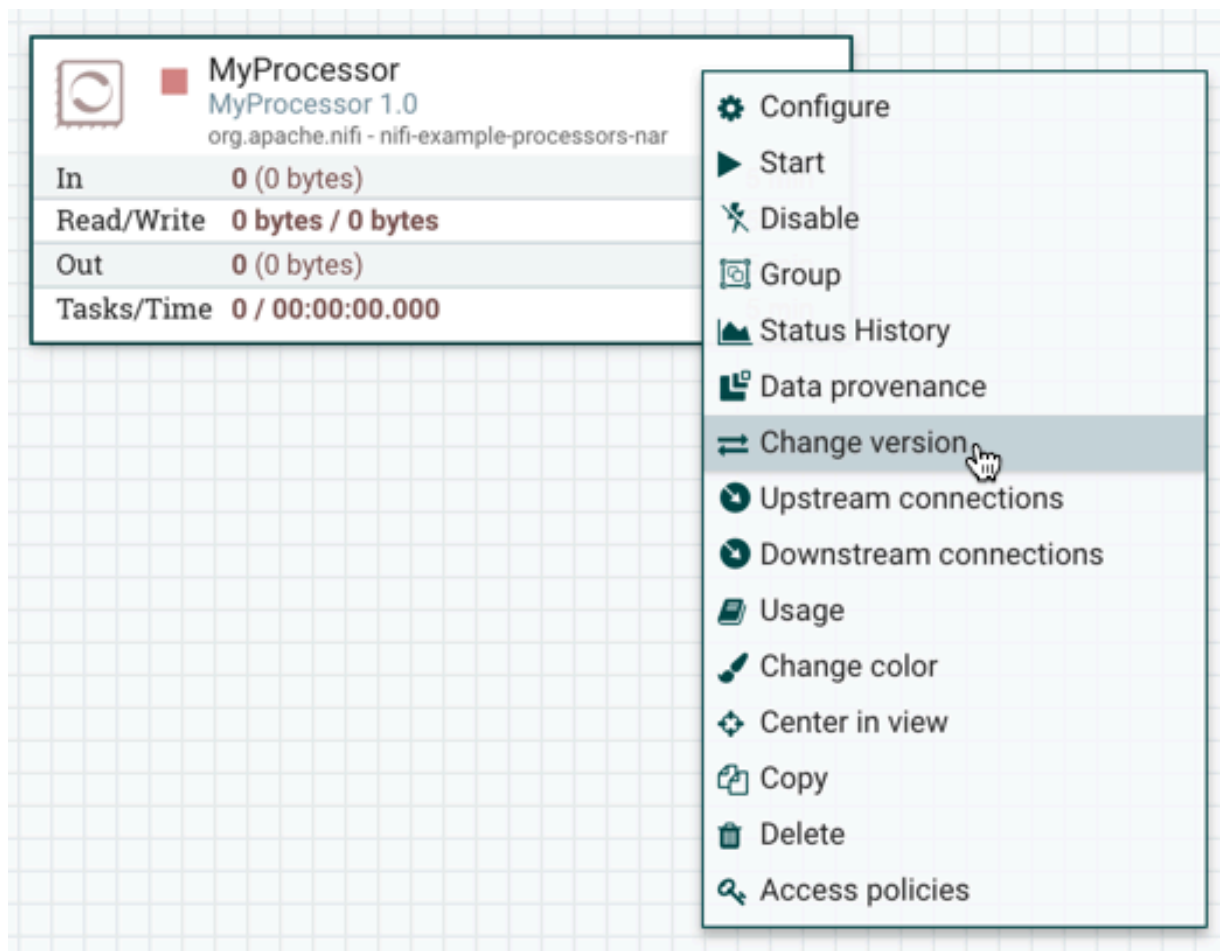 MyProcessor
MyProcessor 1.0
org.apache.nifi - nifi-example-processors-nar
In 0 (0 bytes)
Read/Write 0 bytes / 0 bytes
Out 0 (0 bytes)
Tasks/Time 0 / 00:00:00.000
5 min
Configure
Start
Disable
Group
Status History
Data provenance
Change version
Upstream connections
Downstream connections
Usage
Change color
Center in view
Copy
Delete
Access policies